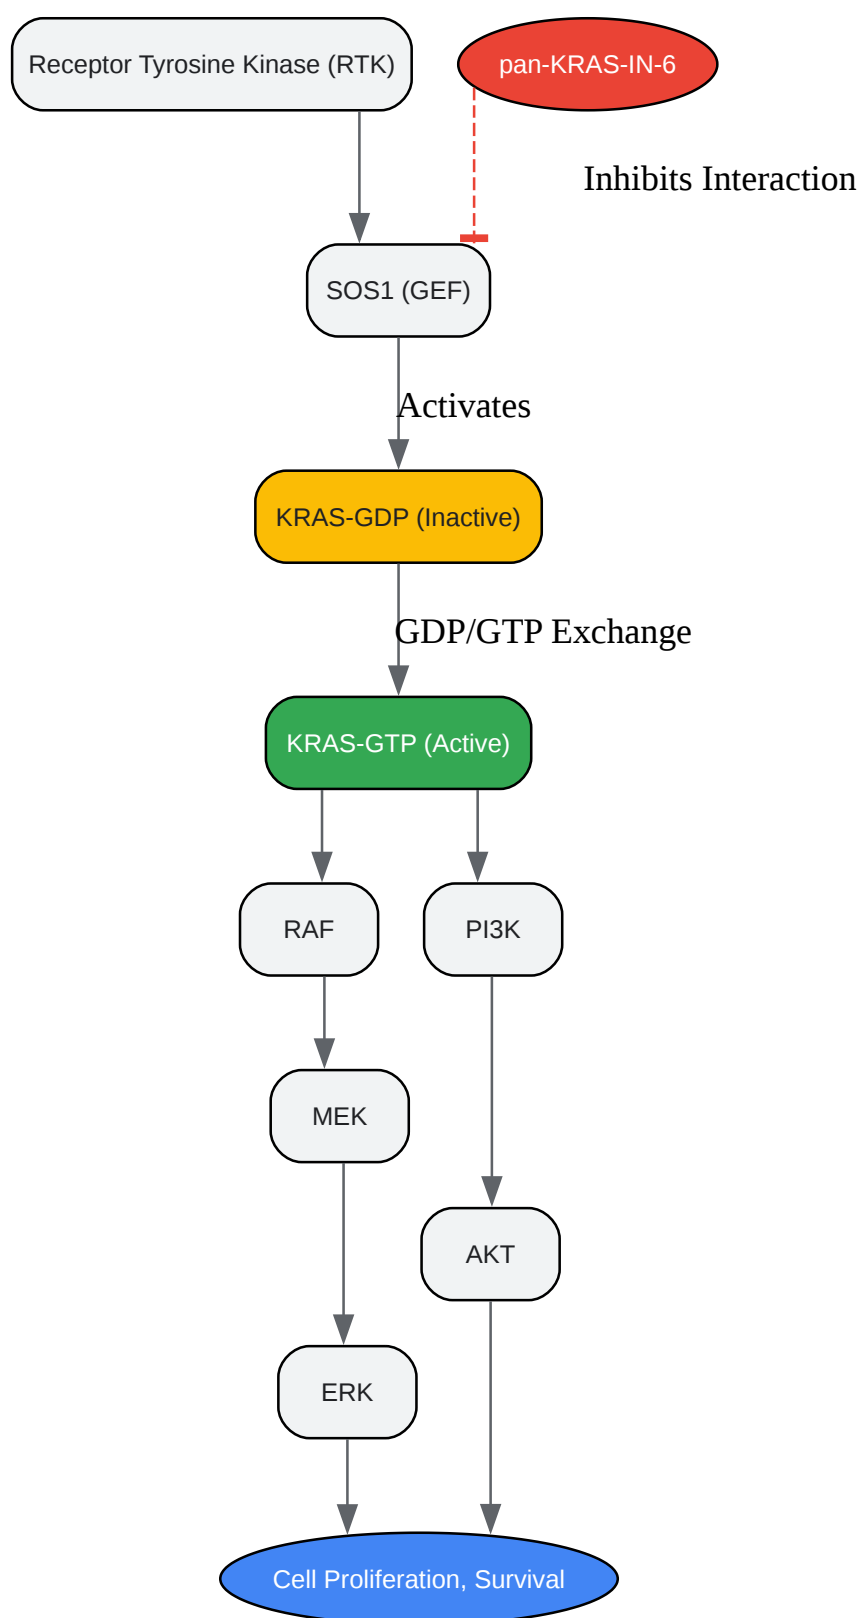 Receptor Tyrosine Kinase (RTK)
pan-KRAS-IN-6
Inhibits Interaction
SOS1 (GEF)
Activates
KRAS-GDP (Inactive)
GDP/GTP Exchange
KRAS-GTP (Active)
RAF
PI3K
MEK
AKT
ERK
Cell Proliferation, Survival